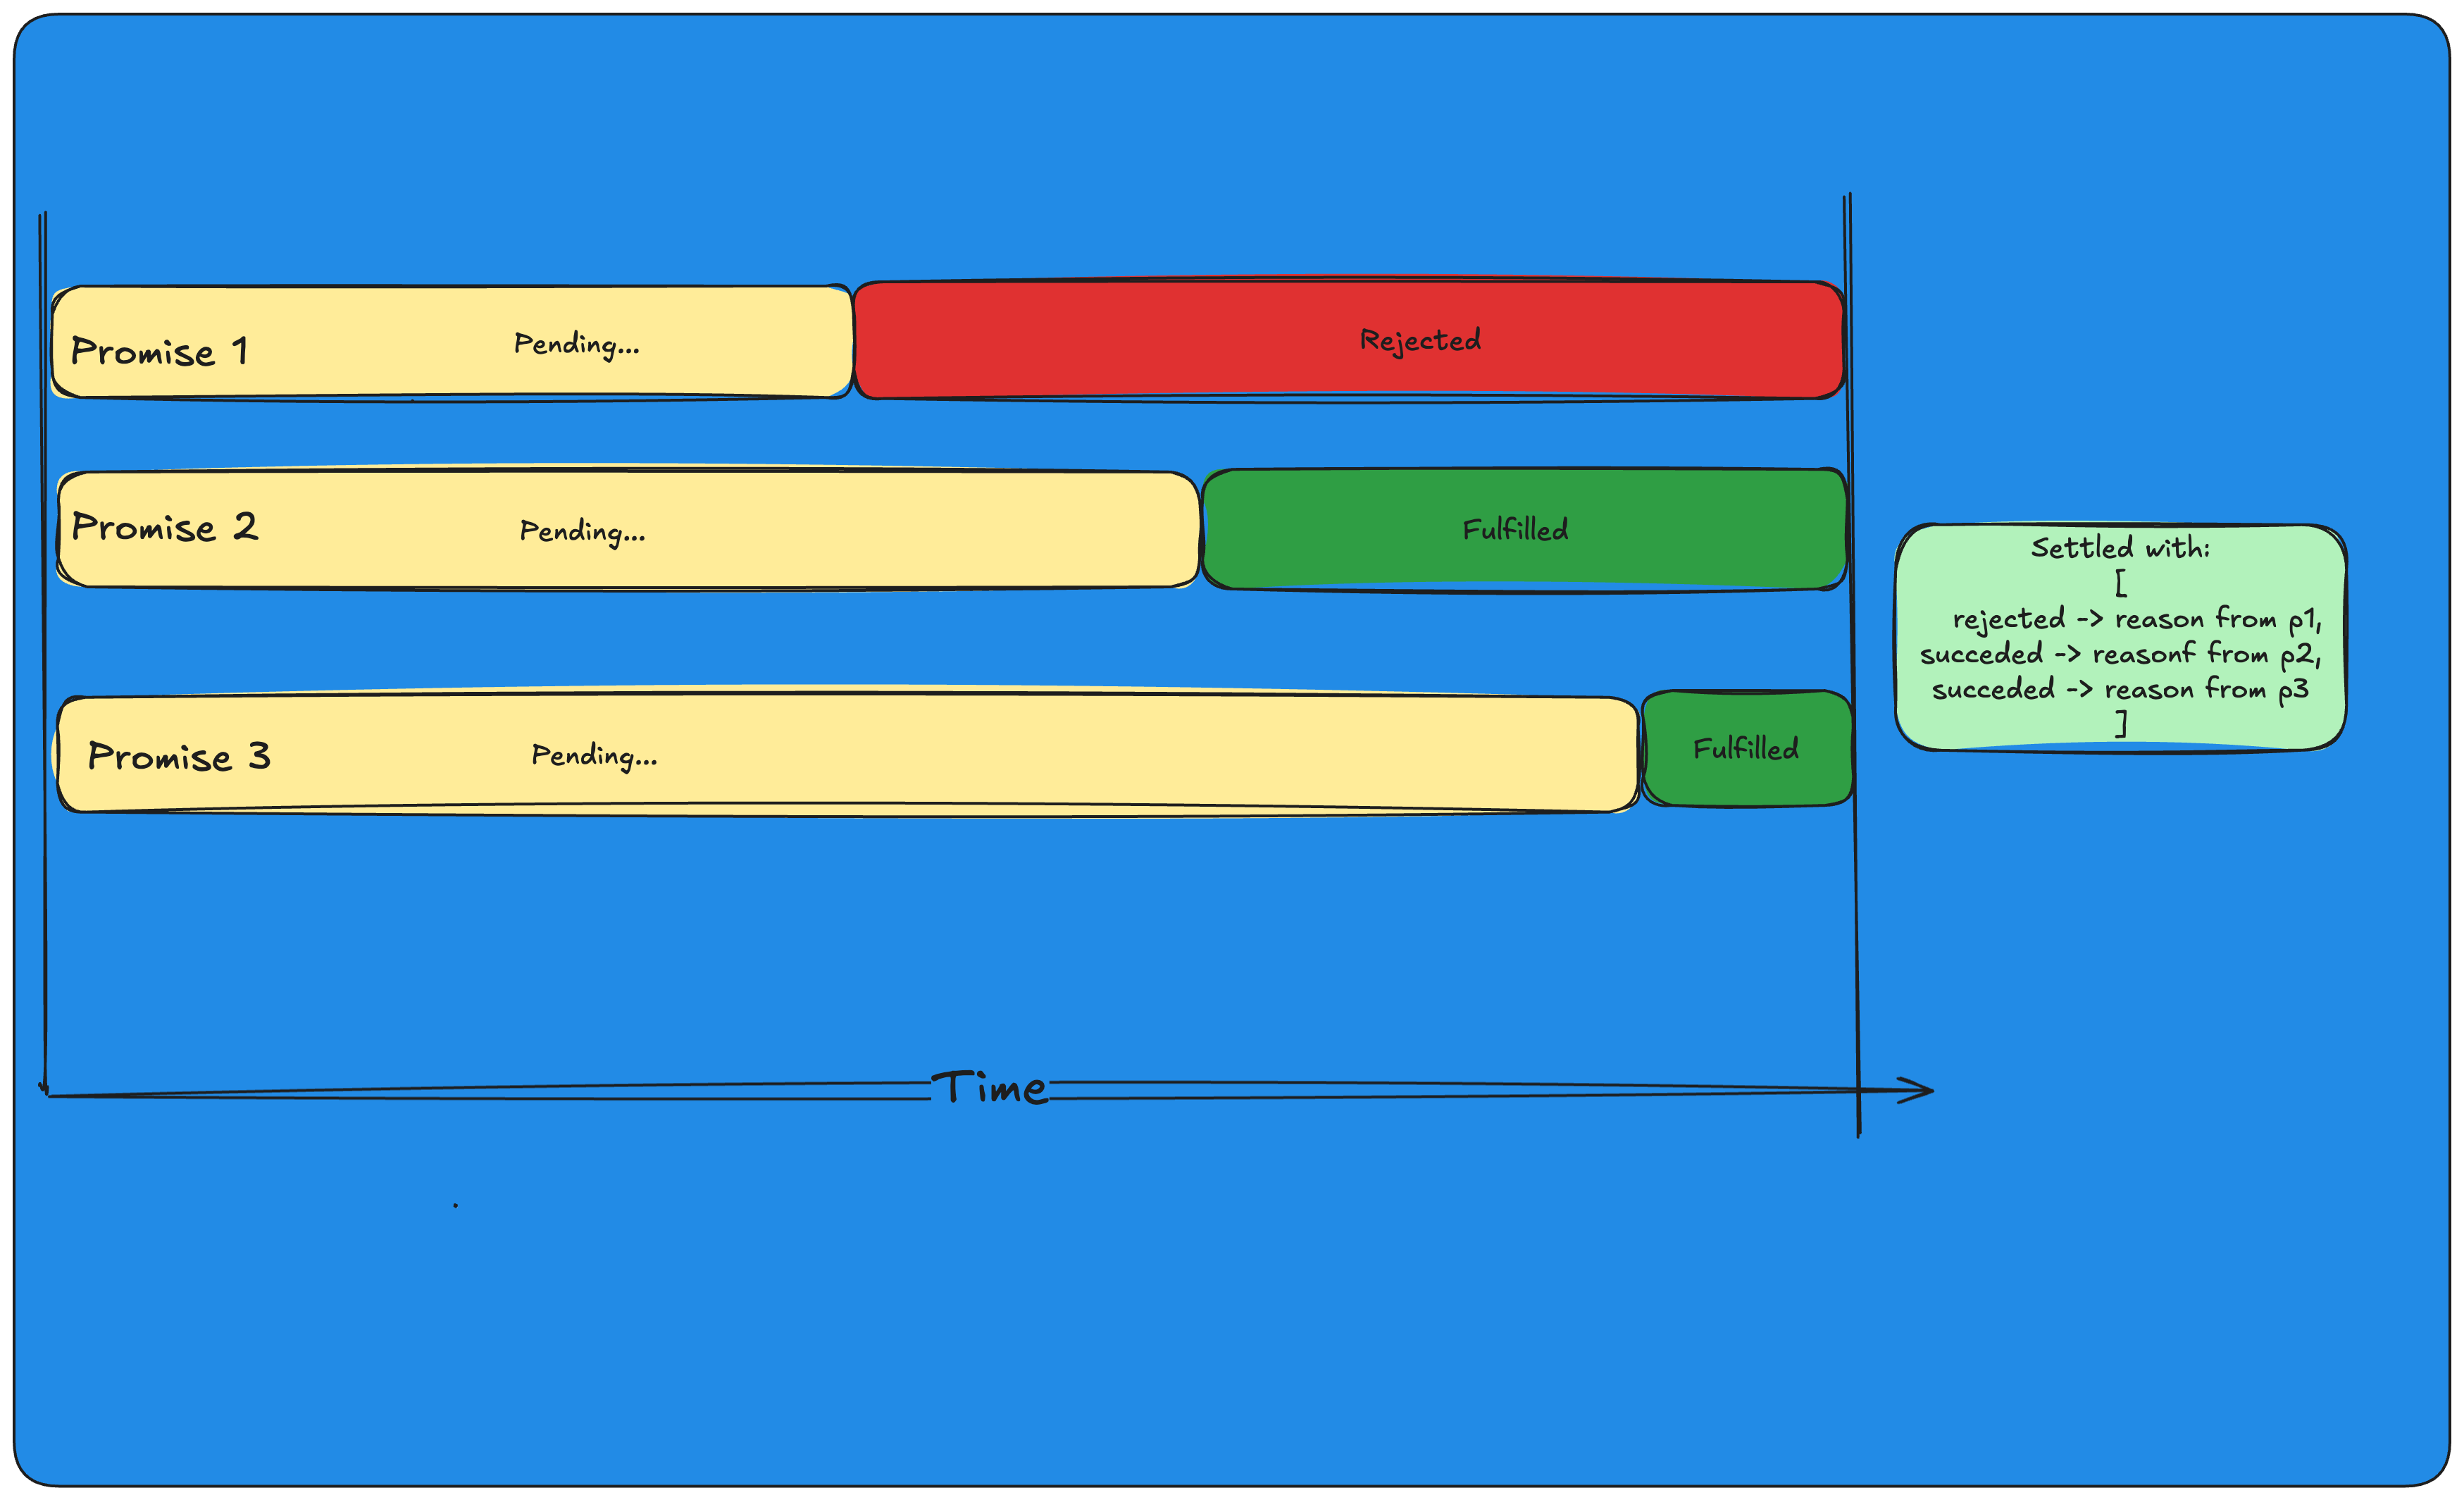 Promise 1
Pending...
Rejected
Promise 2
Pending...
Fulfilled
Promise 3
Pending...
Fulfilled
Settled with:
[
rejected -> reason from p1,
succeded -> reasonf from p2,
succeded -> reason from p3
]
Time